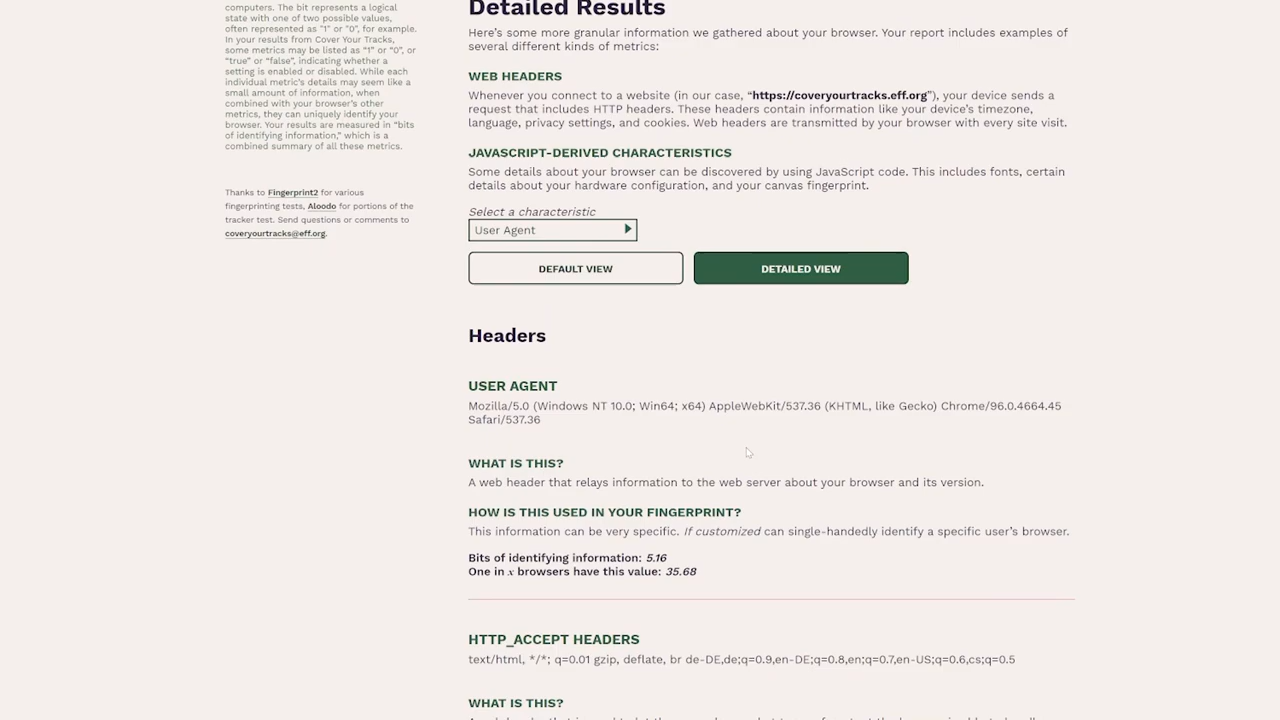 computers. The bit represents a logical
state with one of two possible values,
often represented as "1" or "0", for example.
In your results from Cover Your Tracks,
some metrics may be listed as “1” or “0”, or
“true” or “false”, indicating whether a
setting is enabled or disabled. While each
individual metric’s details may seem like a
small amount of information, when
combined with your browser’s other
metrics, they can uniquely identify your
browser. Your results are measured in “bits
of identifying information,” which is a
combined summary of all these metrics.
Thanks to Fingerprint2 for various
fingerprinting tests, Aloodo for portions of the
tracker test. Send questions or comments to
coveryourtracks@eff.org.
Detailed Results
Here’s some more granular information we gathered about your browser. Your report includes examples of
several different kinds of metrics:
WEB HEADERS
Whenever you connect to a website (in our case, “https://coveryourtracks.eff.org”), your device sends a
request that includes HTTP headers. These headers contain information like your device’s timezone,
language, privacy settings, and cookies. Web headers are transmitted by your browser with every site visit.
JAVASCRIPT-DERIVED CHARACTERISTICS
Some details about your browser can be discovered by using JavaScript code. This includes fonts, certain
details about your hardware configuration, and your canvas fingerprint.
Select a characteristic
User Agent
DEFAULT VIEW DETAILED VIEW
Headers
USER AGENT
Mozilla/5.0 (Windows NT 10.0; Win64; x64) AppleWebKit/537.36 (KHTML, like Gecko) Chrome/96.0.4664.45
Safari/537.36
WHAT IS THIS?
A web header that relays information to the web server about your browser and its version.
HOW IS THIS USED IN YOUR FINGERPRINT?
This information can be very specific. If customized can single-handedly identify a specific user’s browser.
Bits of identifying information: 5.16
One in x browsers have this value: 35.68
HTTP_ACCEPT HEADERS
text/html, */*; q=0.01 gzip, deflate, br de-DE,de;q=0.9,en-DE;q=0.8,en;q=0.7,en-US;q=0.6,cs;q=0.5
WHAT IS THIS?